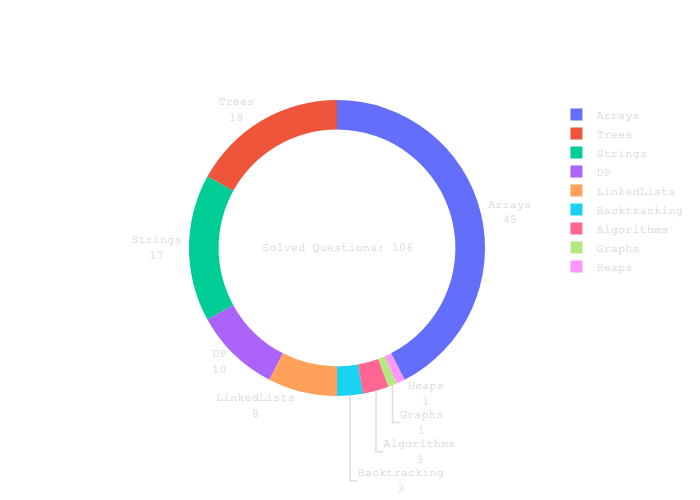 Trees
18
Arrays
45
Strings
17
Solved Questions: 106
DP
10
LinkedLists
8
Heaps
1
Graphs
1
Algorithms
3
Backtracking
3
Arrays
Trees
Strings
DP
LinkedLists
Backtracking
Algorithms
Graphs
Heaps